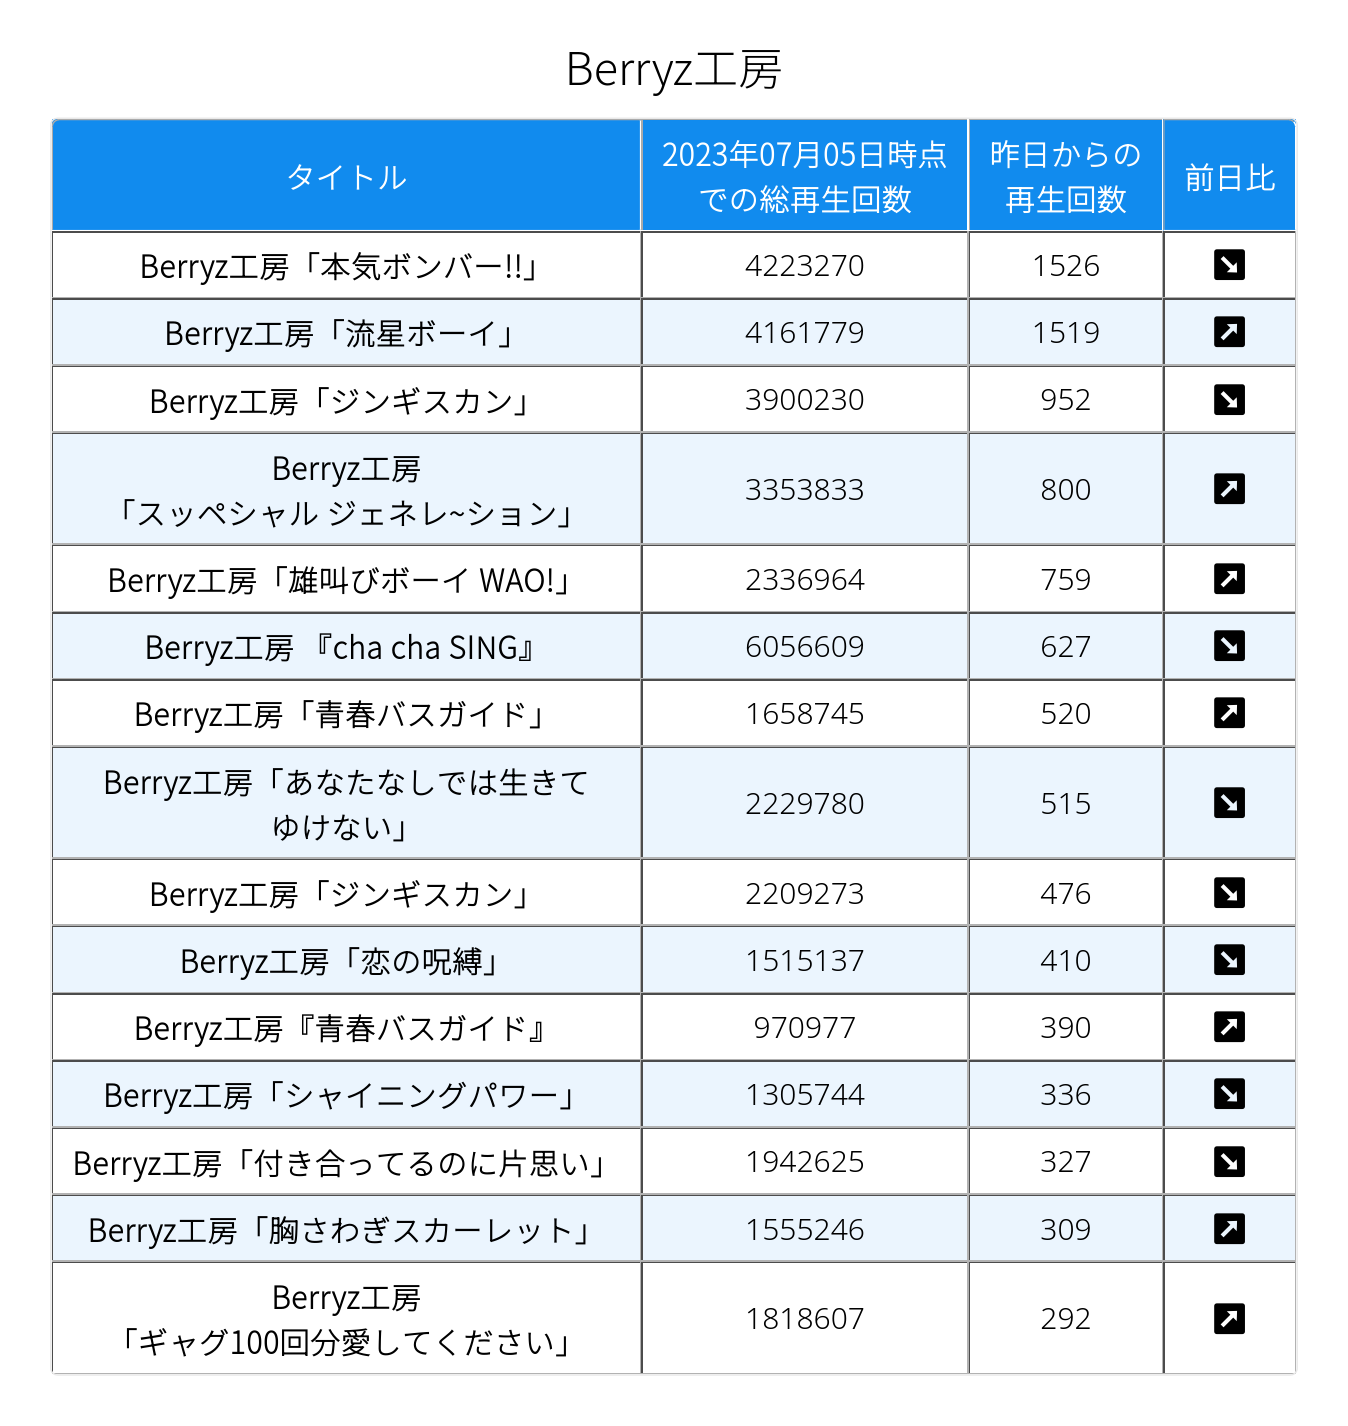 Berryz工房
タイトル
2023年07月05日時点
での総再生回数
昨日からの
再生回数
前日比
Berryz工房「本気ボンバー!!」 4223270 1526
Berryz工房「流星ボーイ」 4161779 1519
Berryz工房「ジンギスカン」 3900230 952
Berryz工房
「スッペシャル ジェネレ~ション」 3353833 800
Berryz工房「雄叫びボーイ WAO!」 2336964 759
Berryz工房 『cha cha SING』 6056609 627
Berryz工房「青春バスガイド」 1658745 520
Berryz工房「あなたなしでは生きて
ゆけない」 2229780 515
Berryz工房「ジンギスカン」 2209273 476
Berryz工房「恋の呪縛」 1515137 410
Berryz工房『青春バスガイド』 970977 390
Berryz工房「シャイニングパワー」 1305744 336
Berryz工房「付き合ってるのに片思い」 1942625 327
Berryz工房「胸さわぎスカーレット」 1555246 309
Berryz工房
「ギャグ100回分愛してください」 1818607 292